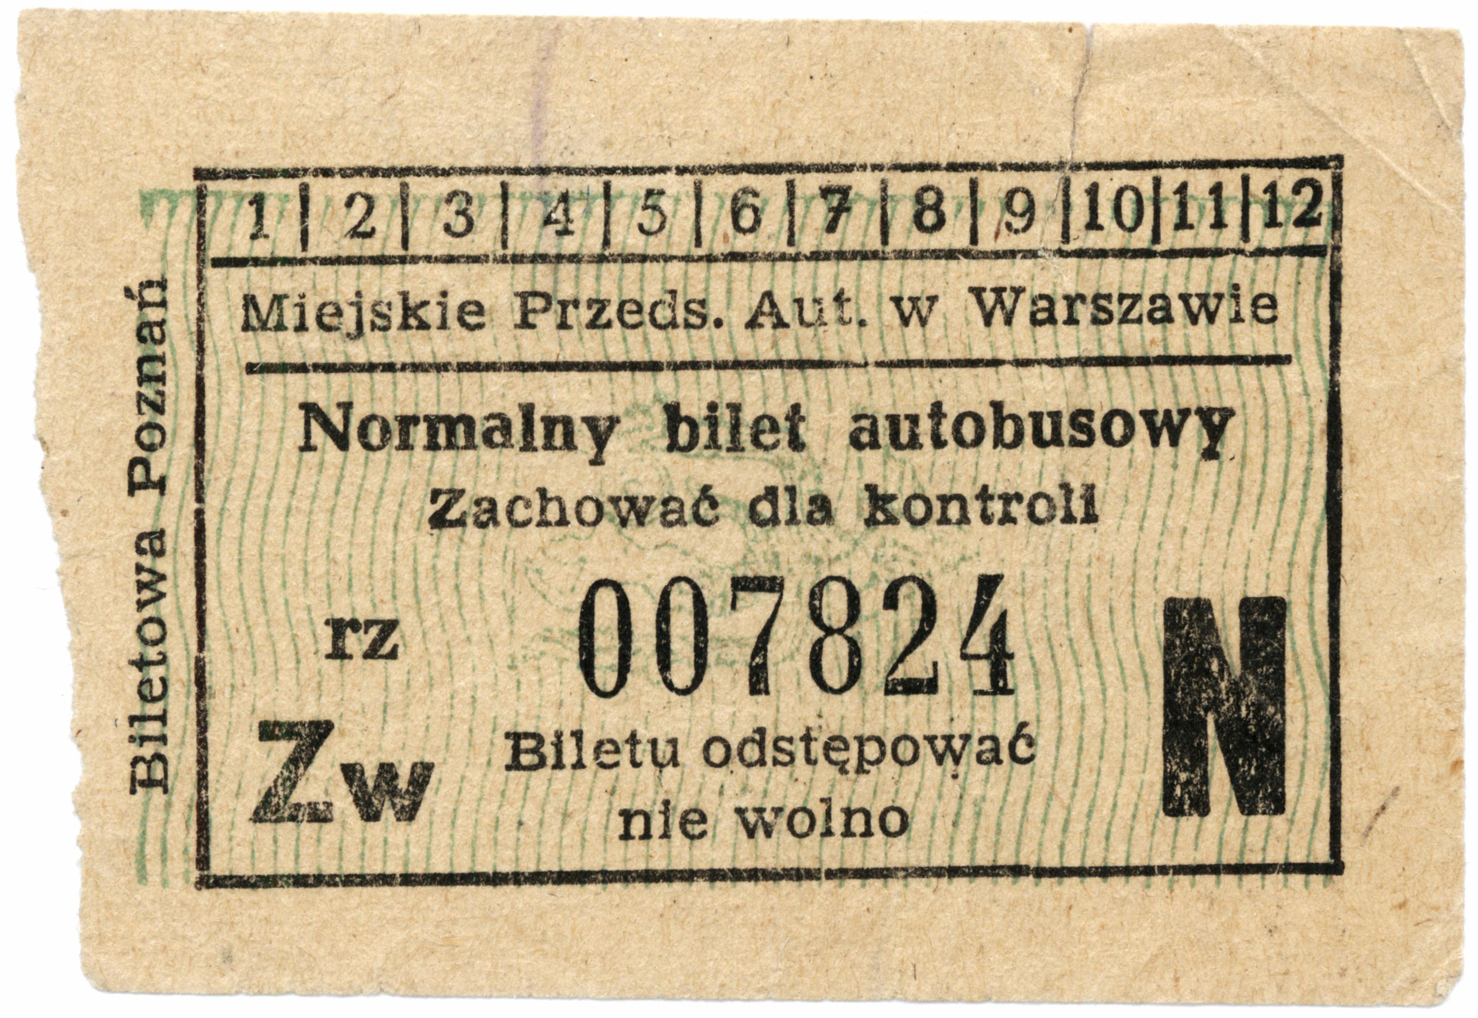 1 | 2 | 3 | 4 | 5 | 6 | 7 | 8 | 9 | 10 | 11 | 12
Miejskie Przeds. Aut. w Warszawie
Normalny bilet autobusowy
Zachować dla kontroli
rz 007824
Zw N
Biletu odstępować
nie wolno
Biletowa Poznań